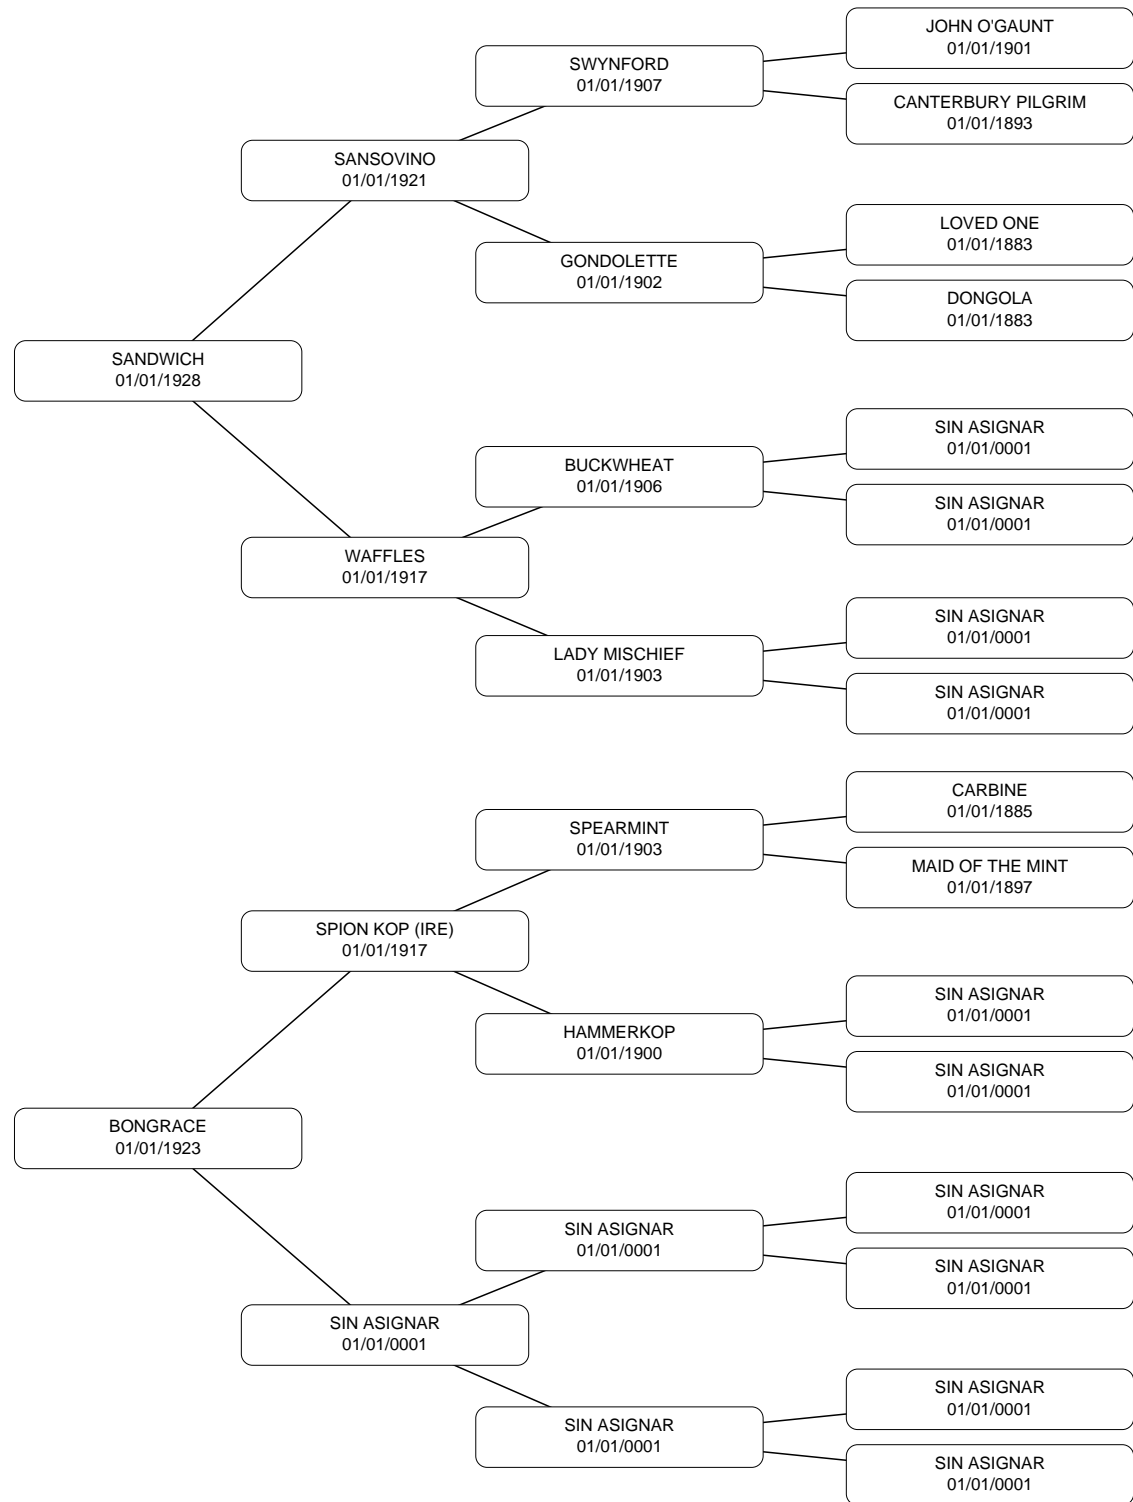 JOHN O'GAUNT
01/01/1901
SWYNFORD
01/01/1907
CANTERBURY PILGRIM
01/01/1893
SANSOVINO
01/01/1921
LOVED ONE
01/01/1883
GONDOLETTE
01/01/1902
DONGOLA
01/01/1883
SANDWICH
01/01/1928
SIN ASIGNAR
01/01/0001
BUCKWHEAT
01/01/1906
SIN ASIGNAR
01/01/0001
WAFFLES
01/01/1917
SIN ASIGNAR
01/01/0001
LADY MISCHIEF
01/01/1903
SIN ASIGNAR
01/01/0001
CARBINE
01/01/1885
SPEARMINT
01/01/1903
MAID OF THE MINT
01/01/1897
SPION KOP (IRE)
01/01/1917
SIN ASIGNAR
01/01/0001
HAMMERKOP
01/01/1900
SIN ASIGNAR
01/01/0001
BONGRACE
01/01/1923
SIN ASIGNAR
01/01/0001
SIN ASIGNAR
01/01/0001
SIN ASIGNAR
01/01/0001
SIN ASIGNAR
01/01/0001
SIN ASIGNAR
01/01/0001
SIN ASIGNAR
01/01/0001
SIN ASIGNAR
01/01/0001